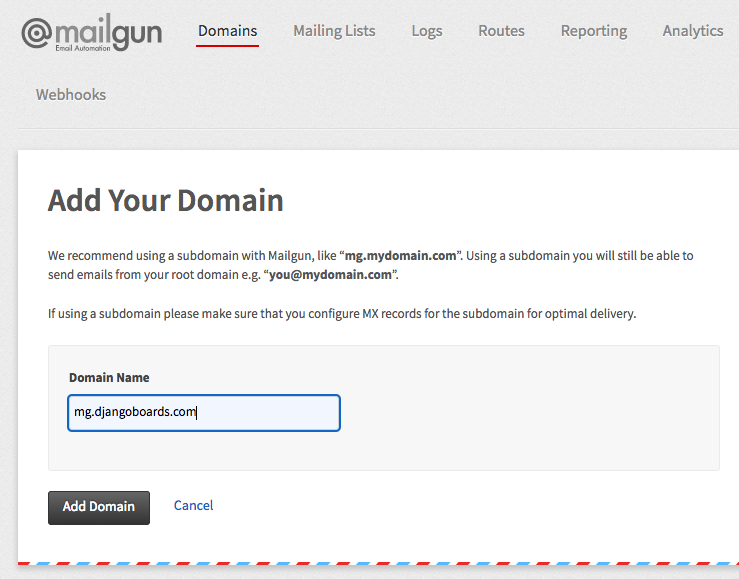 @mailgun
Email Automation
Domains
Mailing Lists
Logs
Routes
Reporting
Analytics
Webhooks
Add Your Domain
We recommend using a subdomain with Mailgun, like “mg.mydomain.com”. Using a subdomain you will still be able to
send emails from your root domain e.g. “you@mydomain.com”.
If using a subdomain please make sure that you configure MX records for the subdomain for optimal delivery.
Domain Name
mg.djangoboards.com
Add Domain
Cancel